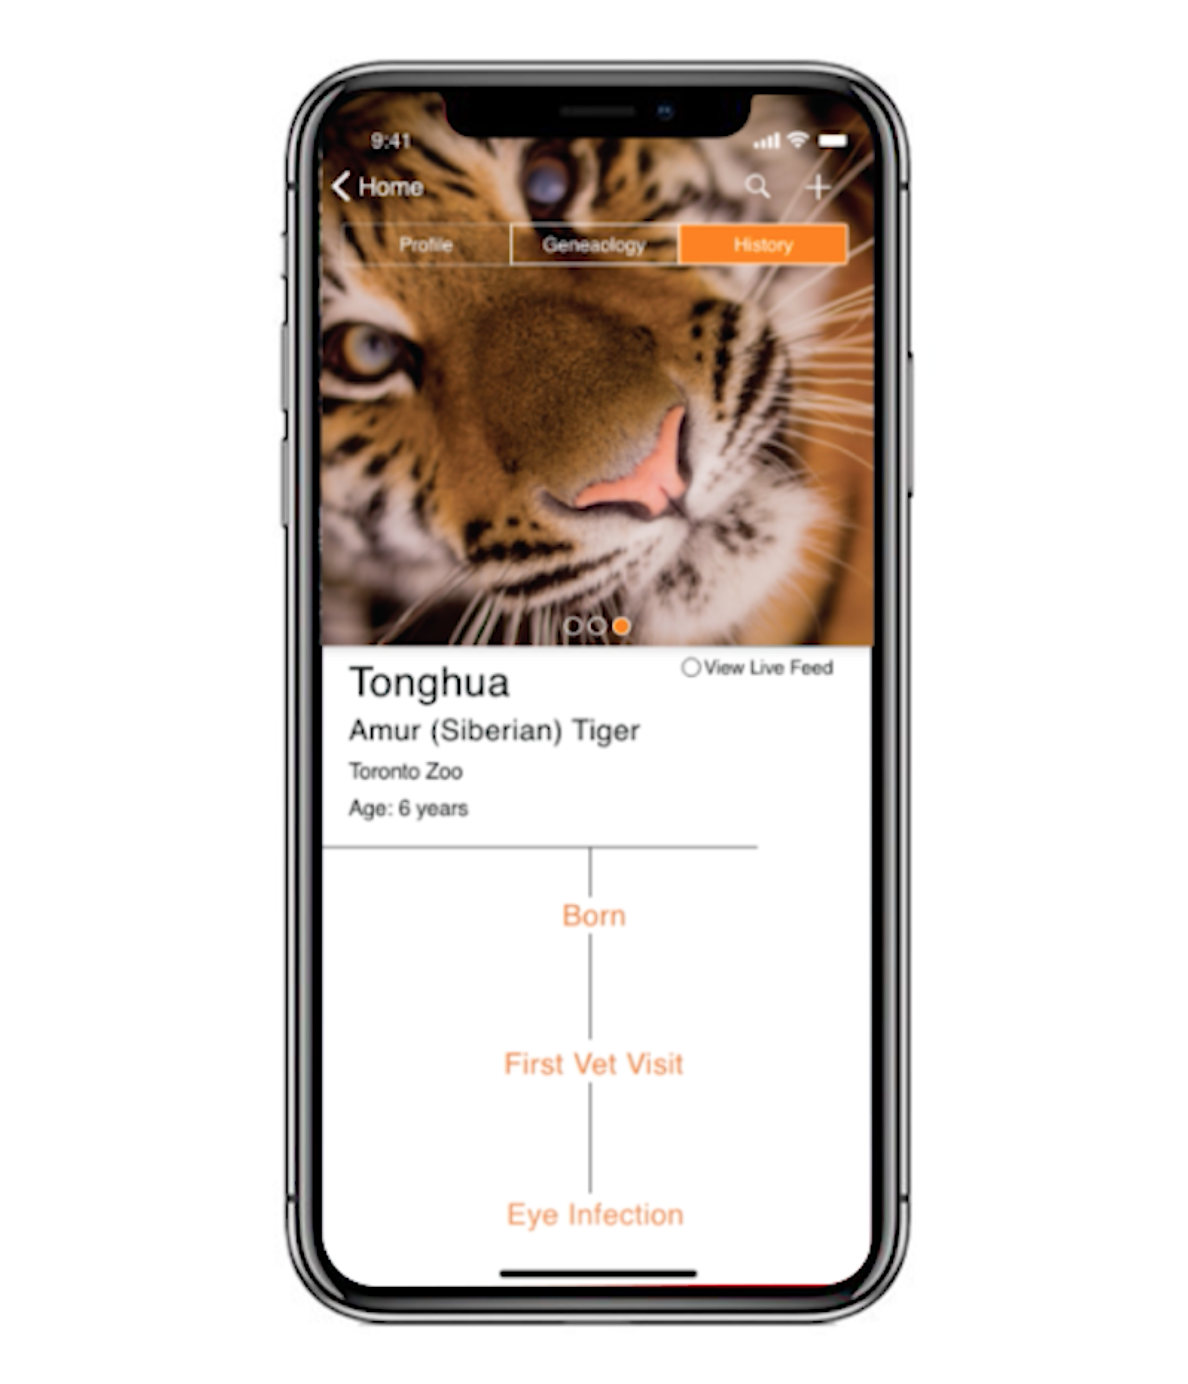 9:41
Home
Profile
Geneaology
History
Tonghua
View Live Feed
Amur (Siberian) Tiger
Toronto Zoo
Age: 6 years
Born
First Vet Visit
Eye Infection